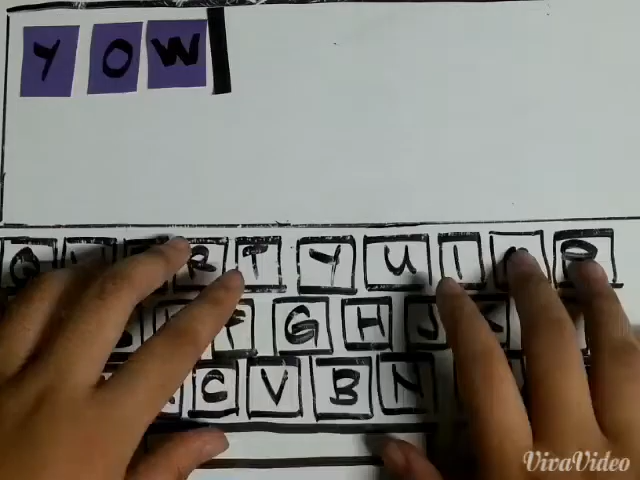 YOW
Q R T Y U I O P
F G H J K
C V B N
VivaVideo